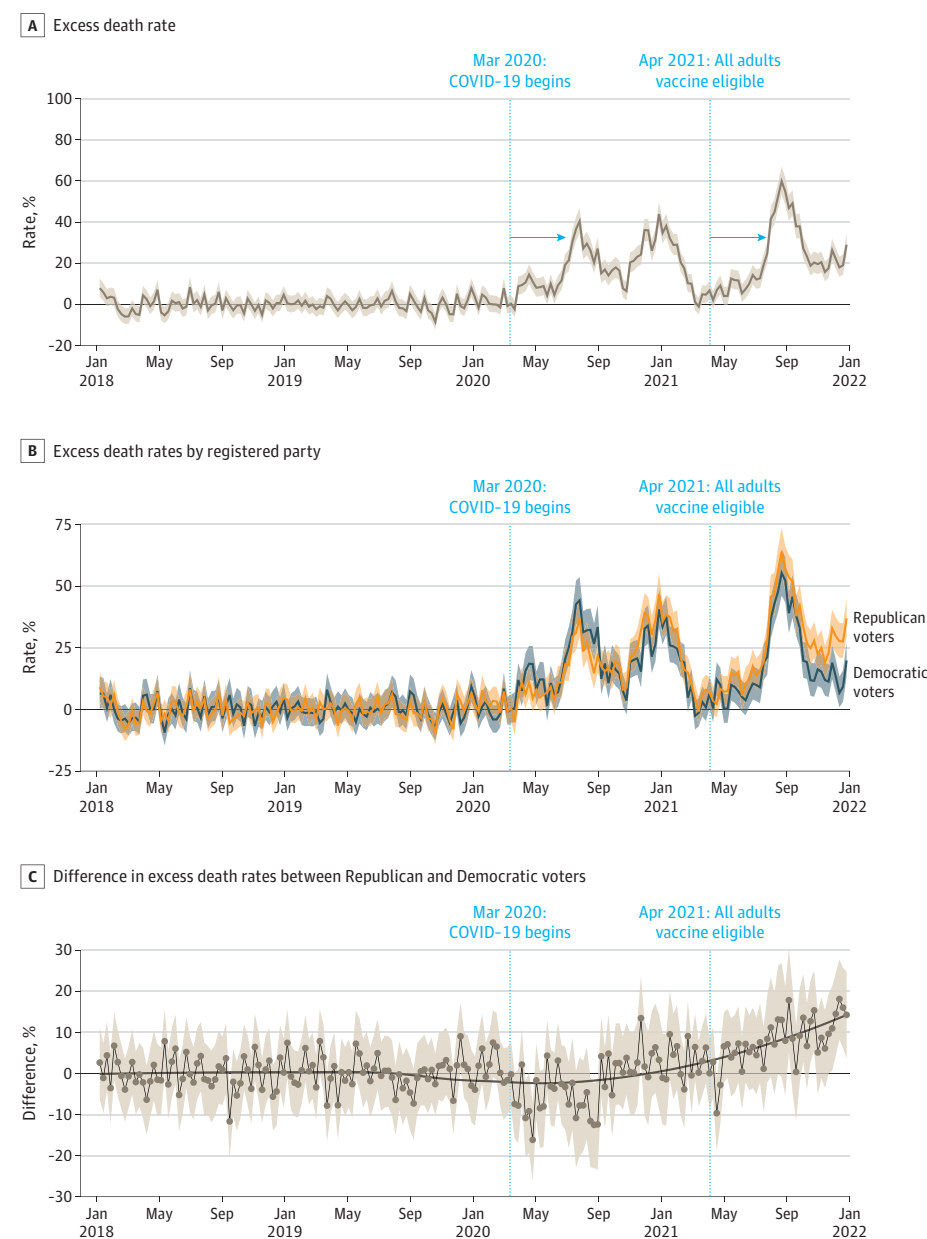 A Excess death rate
Mar 2020:
COVID-19 begins
Apr 2021: All adults
vaccine eligible
100
80
60
40
20
0
-20
Rate, %
Jan
2018
May
Sep
Jan
2019
May
Sep
Jan
2020
May
Sep
Jan
2021
May
Sep
Jan
2022
B Excess death rates by registered party
Mar 2020:
COVID-19 begins
Apr 2021: All adults
vaccine eligible
75
50
25
0
-25
Rate, %
Republican
voters
Democratic
voters
Jan
2018
May
Sep
Jan
2019
May
Sep
Jan
2020
May
Sep
Jan
2021
May
Sep
Jan
2022
C Difference in excess death rates between Republican and Democratic voters
Mar 2020:
COVID-19 begins
Apr 2021: All adults
vaccine eligible
30
20
10
0
-10
-20
-30
Difference, %
Jan
2018
May
Sep
Jan
2019
May
Sep
Jan
2020
May
Sep
Jan
2021
May
Sep
Jan
2022